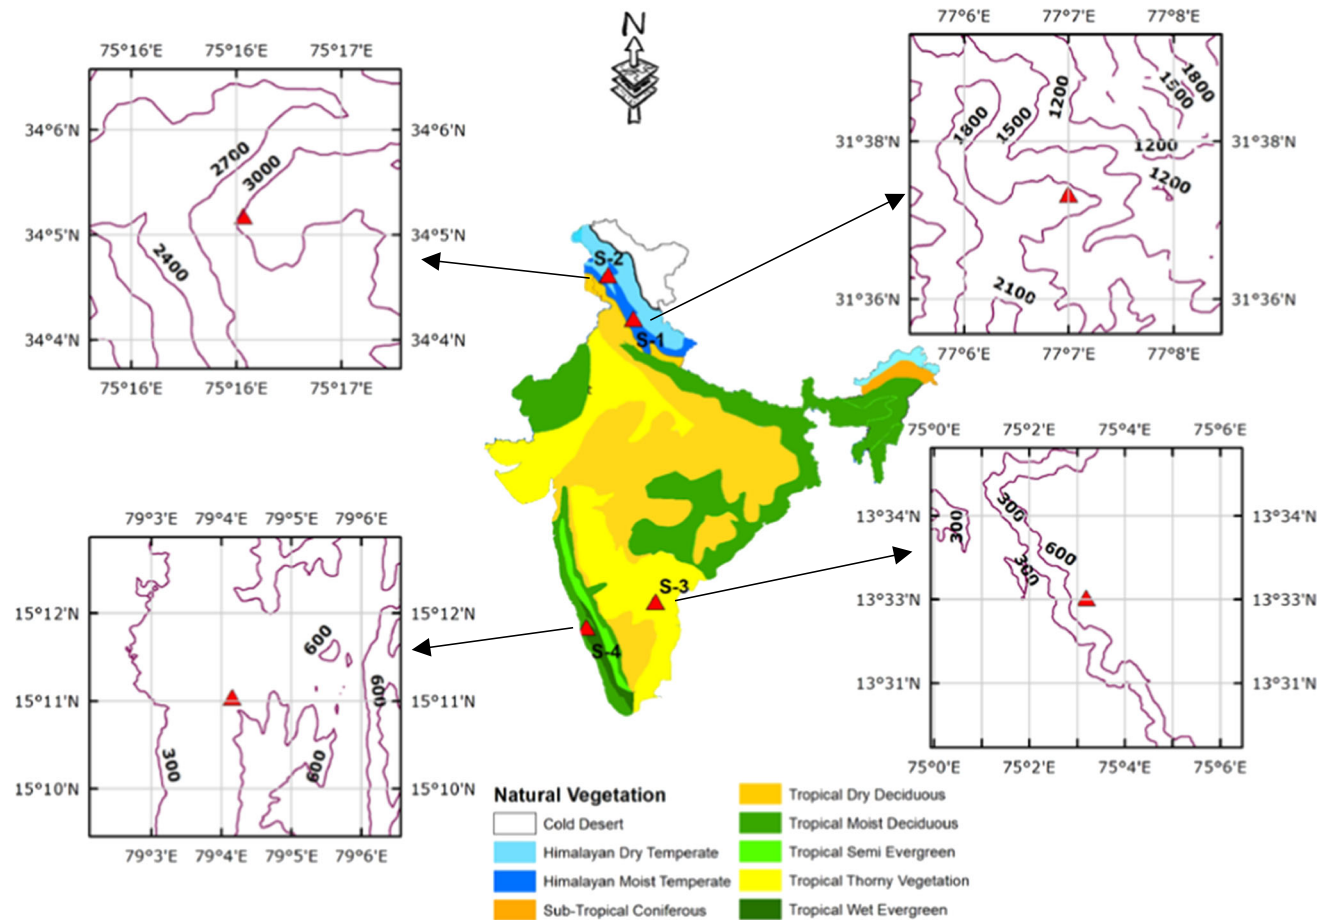 N
75°16'E 75°16'E 75°17'E
34°6'N 34°6'N
34°5'N 34°5'N
34°4'N 34°4'N
2700
3000
2400
75°16'E 75°16'E 75°17'E
77°6'E 77°7'E 77°8'E
31°38'N 31°38'N
31°36'N 31°36'N
1800
1500
1200
1800
1500
1200
1200
2100
77°6'E 77°7'E 77°8'E
S-2
S-1
S-3
S-4
75°0'E 75°2'E 75°4'E 75°6'E
13°34'N 13°34'N
13°33'N 13°33'N
13°31'N 13°31'N
300
300
600
300
75°0'E 75°2'E 75°4'E 75°6'E
79°3'E 79°4'E 79°5'E 79°6'E
15°12'N 15°12'N
15°11'N 15°11'N
15°10'N 15°10'N
600
600
300
600
79°3'E 79°4'E 79°5'E 79°6'E
Natural Vegetation
Cold Desert
Himalayan Dry Temperate
Himalayan Moist Temperate
Sub-Tropical Coniferous
Tropical Dry Deciduous
Tropical Moist Deciduous
Tropical Semi Evergreen
Tropical Thorny Vegetation
Tropical Wet Evergreen